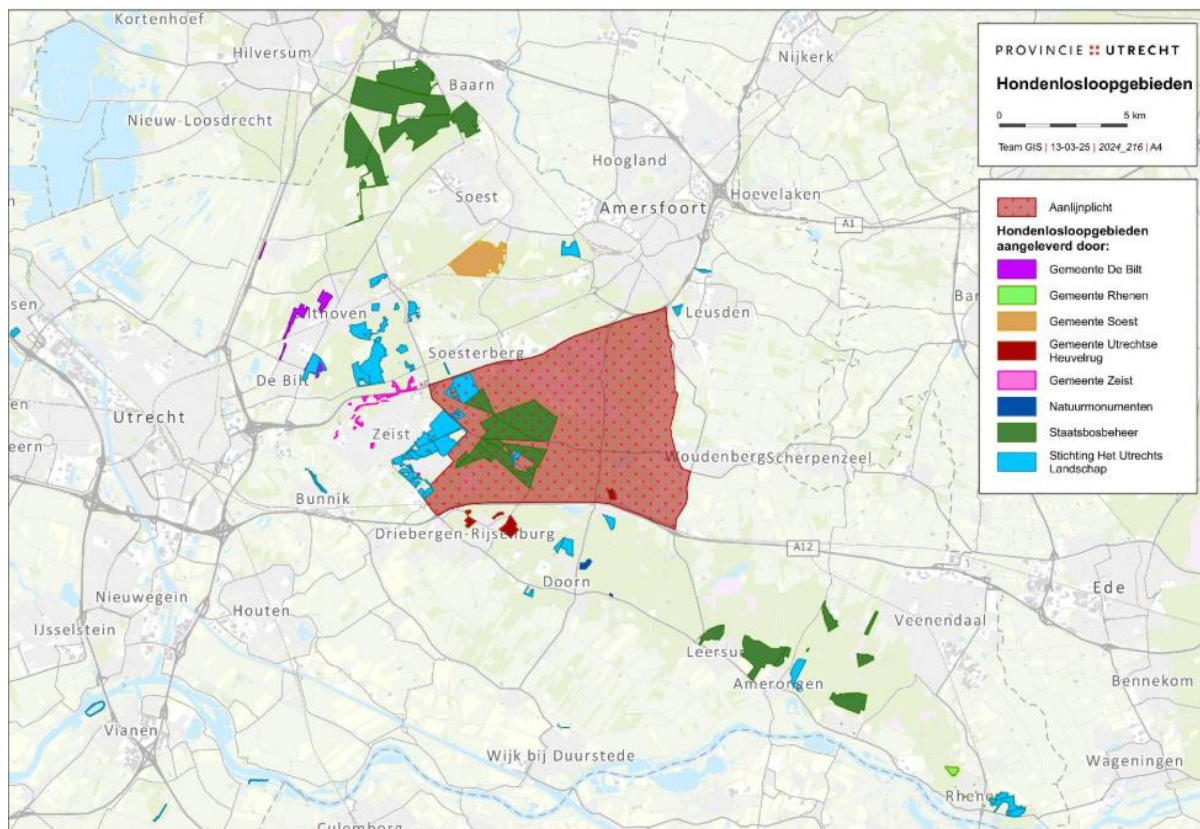 Kortenhoef
Hilversum
Baarn
Nijkerk
Nieuw-Loosdrecht
Hoogland
Soest
Hoevelaken
Amersfoort
A1
Leusden
Soesterberg
De Bilt
Utrecht
Zeist
Woudenberg
Scherpenzeel
Bunnik
Driebergen-Rijsenburg
A12
Doorn
Ede
Nieuwegein
Houten
Veenendaal
IJsselstein
Amerongen
Bennekom
Vianen
Wijk bij Duurstede
Wageningen
Culemborg
PROVINCIE UTRECHT
Hondenlosloopgebieden
0 5 km
Team GIS | 13-03-25 | 2024_216 | A4
Aanlijnplicht
Hondenlosloopgebieden
aangeleverd door:
Gemeente De Bilt
Gemeente Rhenen
Gemeente Soest
Gemeente Utrechtse
Heuvelrug
Gemeente Zeist
Natuurmonumenten
Staatsbosbeheer
Stichting Het Utrechts
Landschap